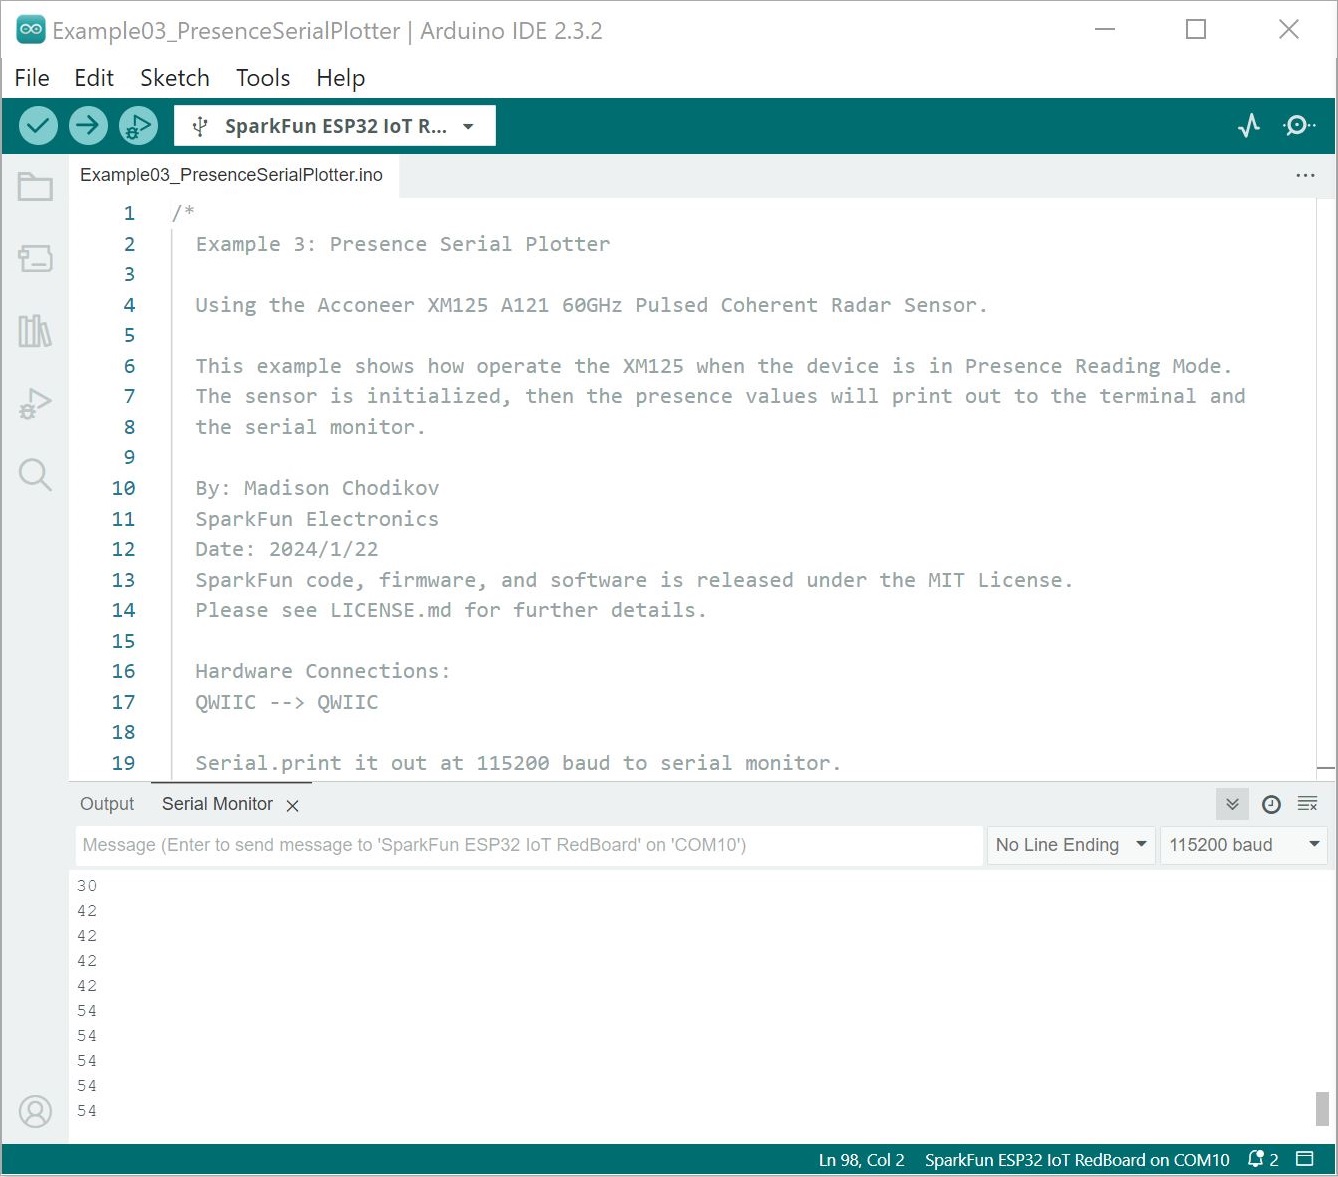 Example03_PresenceSerialPlotter | Arduino IDE 2.3.2
File Edit Sketch Tools Help
SparkFun ESP32 IoT R...
Example03_PresenceSerialPlotter.ino
1 /*
2 Example 3: Presence Serial Plotter
3
4 Using the Acconeer XM125 A121 60GHz Pulsed Coherent Radar Sensor.
5
6 This example shows how operate the XM125 when the device is in Presence Reading Mode.
7 The sensor is initialized, then the presence values will print out to the terminal and
8 the serial monitor.
9
10 By: Madison Chodikov
11 SparkFun Electronics
12 Date: 2024/1/22
13 SparkFun code, firmware, and software is released under the MIT License.
14 Please see LICENSE.md for further details.
15
16 Hardware Connections:
17 QWIIC --> QWIIC
18
19 Serial.print it out at 115200 baud to serial monitor.
Output Serial Monitor
Message (Enter to send message to 'SparkFun ESP32 IoT RedBoard' on 'COM10') No Line Ending 115200 baud
30
42
42
42
42
54
54
54
54
54
Ln 98, Col 2 SparkFun ESP32 IoT RedBoard on COM10 2